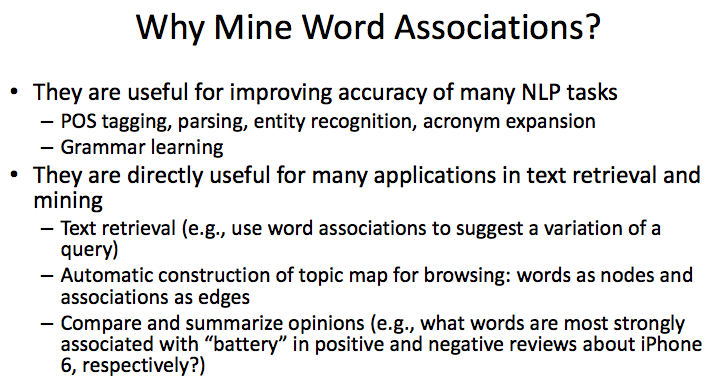 Why Mine Word Associations?
• They are useful for improving accuracy of many NLP tasks
– POS tagging, parsing, entity recognition, acronym expansion
– Grammar learning
• They are directly useful for many applications in text retrieval and
mining
– Text retrieval (e.g., use word associations to suggest a variation of a
query)
– Automatic construction of topic map for browsing: words as nodes and
associations as edges
– Compare and summarize opinions (e.g., what words are most strongly
associated with “battery” in positive and negative reviews about iPhone
6, respectively?)